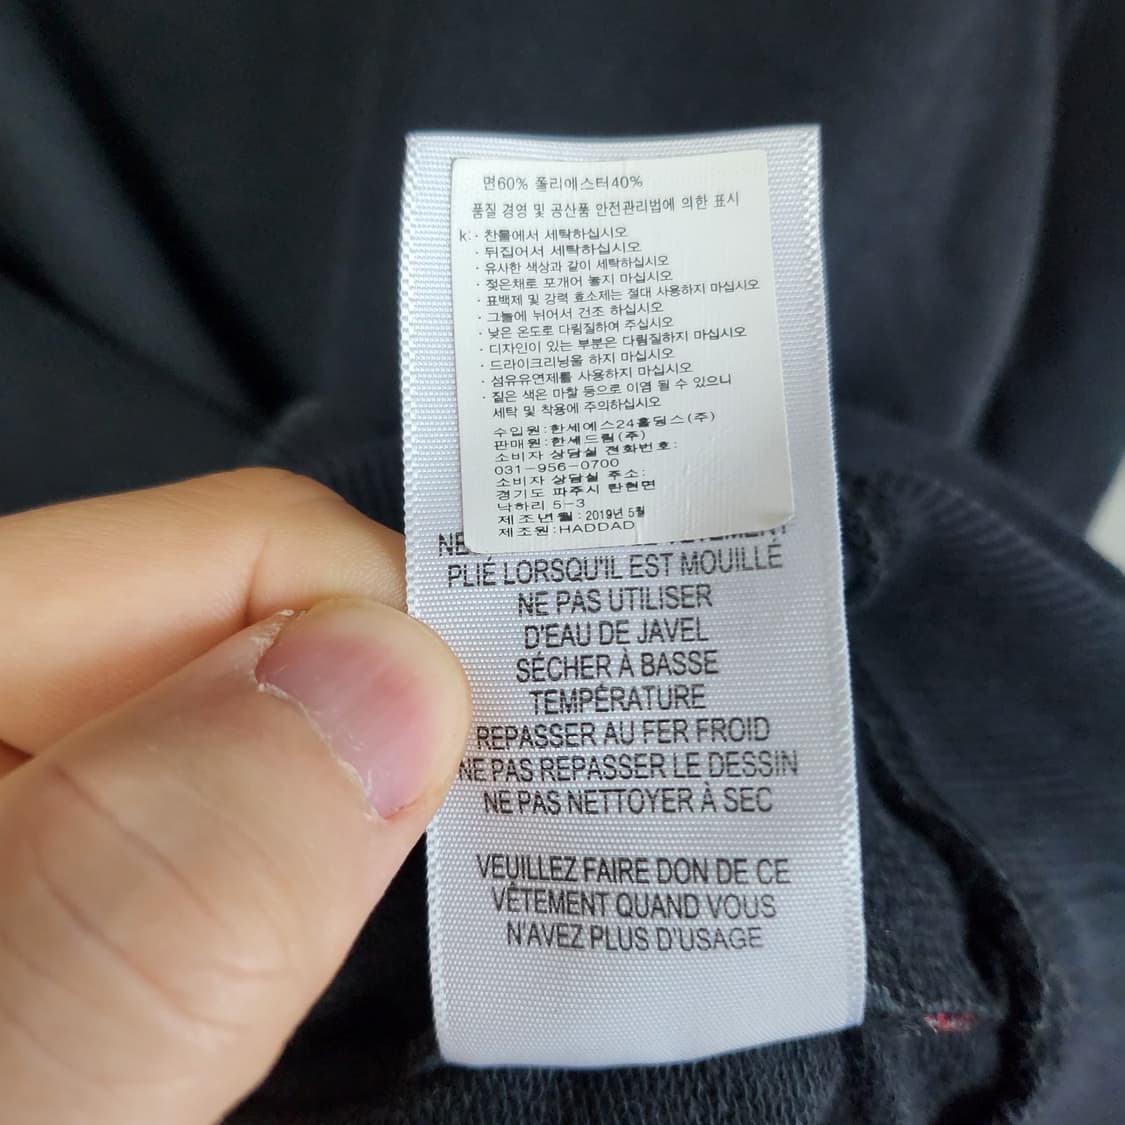 면60% 폴리에스터40%
품질 경영 및 공산품 안전관리법에 의한 표시
k: · 찬물에서 세탁하십시오
· 뒤집어서 세탁하십시오
· 유사한 색상과 같이 세탁하십시오
· 젖은채로 포개어 놓지 마십시오
· 표백제 및 강력 효소제는 절대 사용하지 마십시오
· 그늘에 뉘어서 건조 하십시오
· 낮은 온도로 다림질하여 주십시오
· 디자인이 있는 부분은 다림질하지 마십시오
· 드라이크리닝을 하지 마십시오
· 섬유유연제를 사용하지 마십시오
· 짙은 색은 마찰 등으로 이염 될 수 있으니
세탁 및 착용에 주의하십시오
수입원:한세예스24홀딩스(주)
판매원:한세드림(주)
소비자 상담실 전화번호:
031-956-0700
소비자 상담실 주소:
경기도 파주시 탄현면
낙하리 5-3
제조년월: 2019년 5월
제조원:HADDAD
NE
PLIÉ LORSQU'IL EST MOUILLÉ
NE PAS UTILISER
D'EAU DE JAVEL
SÉCHER À BASSE
TEMPÉRATURE
REPASSER AU FER FROID
NE PAS REPASSER LE DESSIN
NE PAS NETTOYER À SEC
VEUILLEZ FAIRE DON DE CE
VÊTEMENT QUAND VOUS
N'AVEZ PLUS D'USAGE